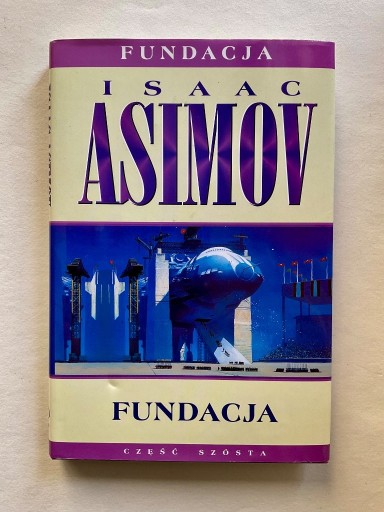 FUNDACJA
ISAAC
ASIMOV
FUNDACJA
CZĘŚĆ SZÓSTA